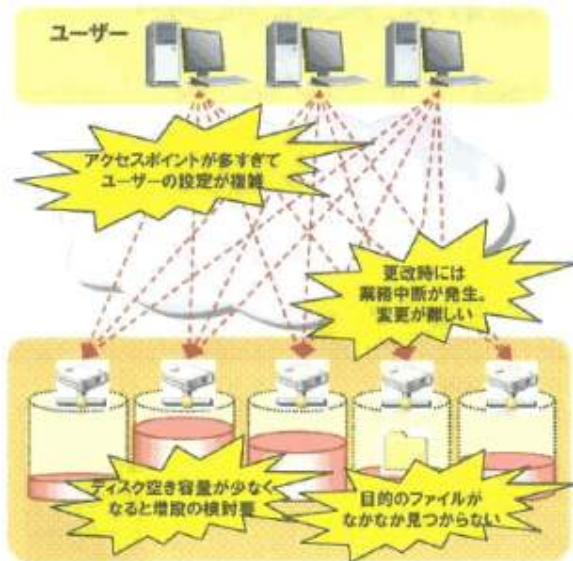 ユーザー
アクセスポイントが多すぎて
ユーザーの設定が複雑
更改時には
業務中断が発生。
変更が難しい
ディスク空き容量が少なく
なると増設の検討要
目的のファイルが
なかなか見つからない